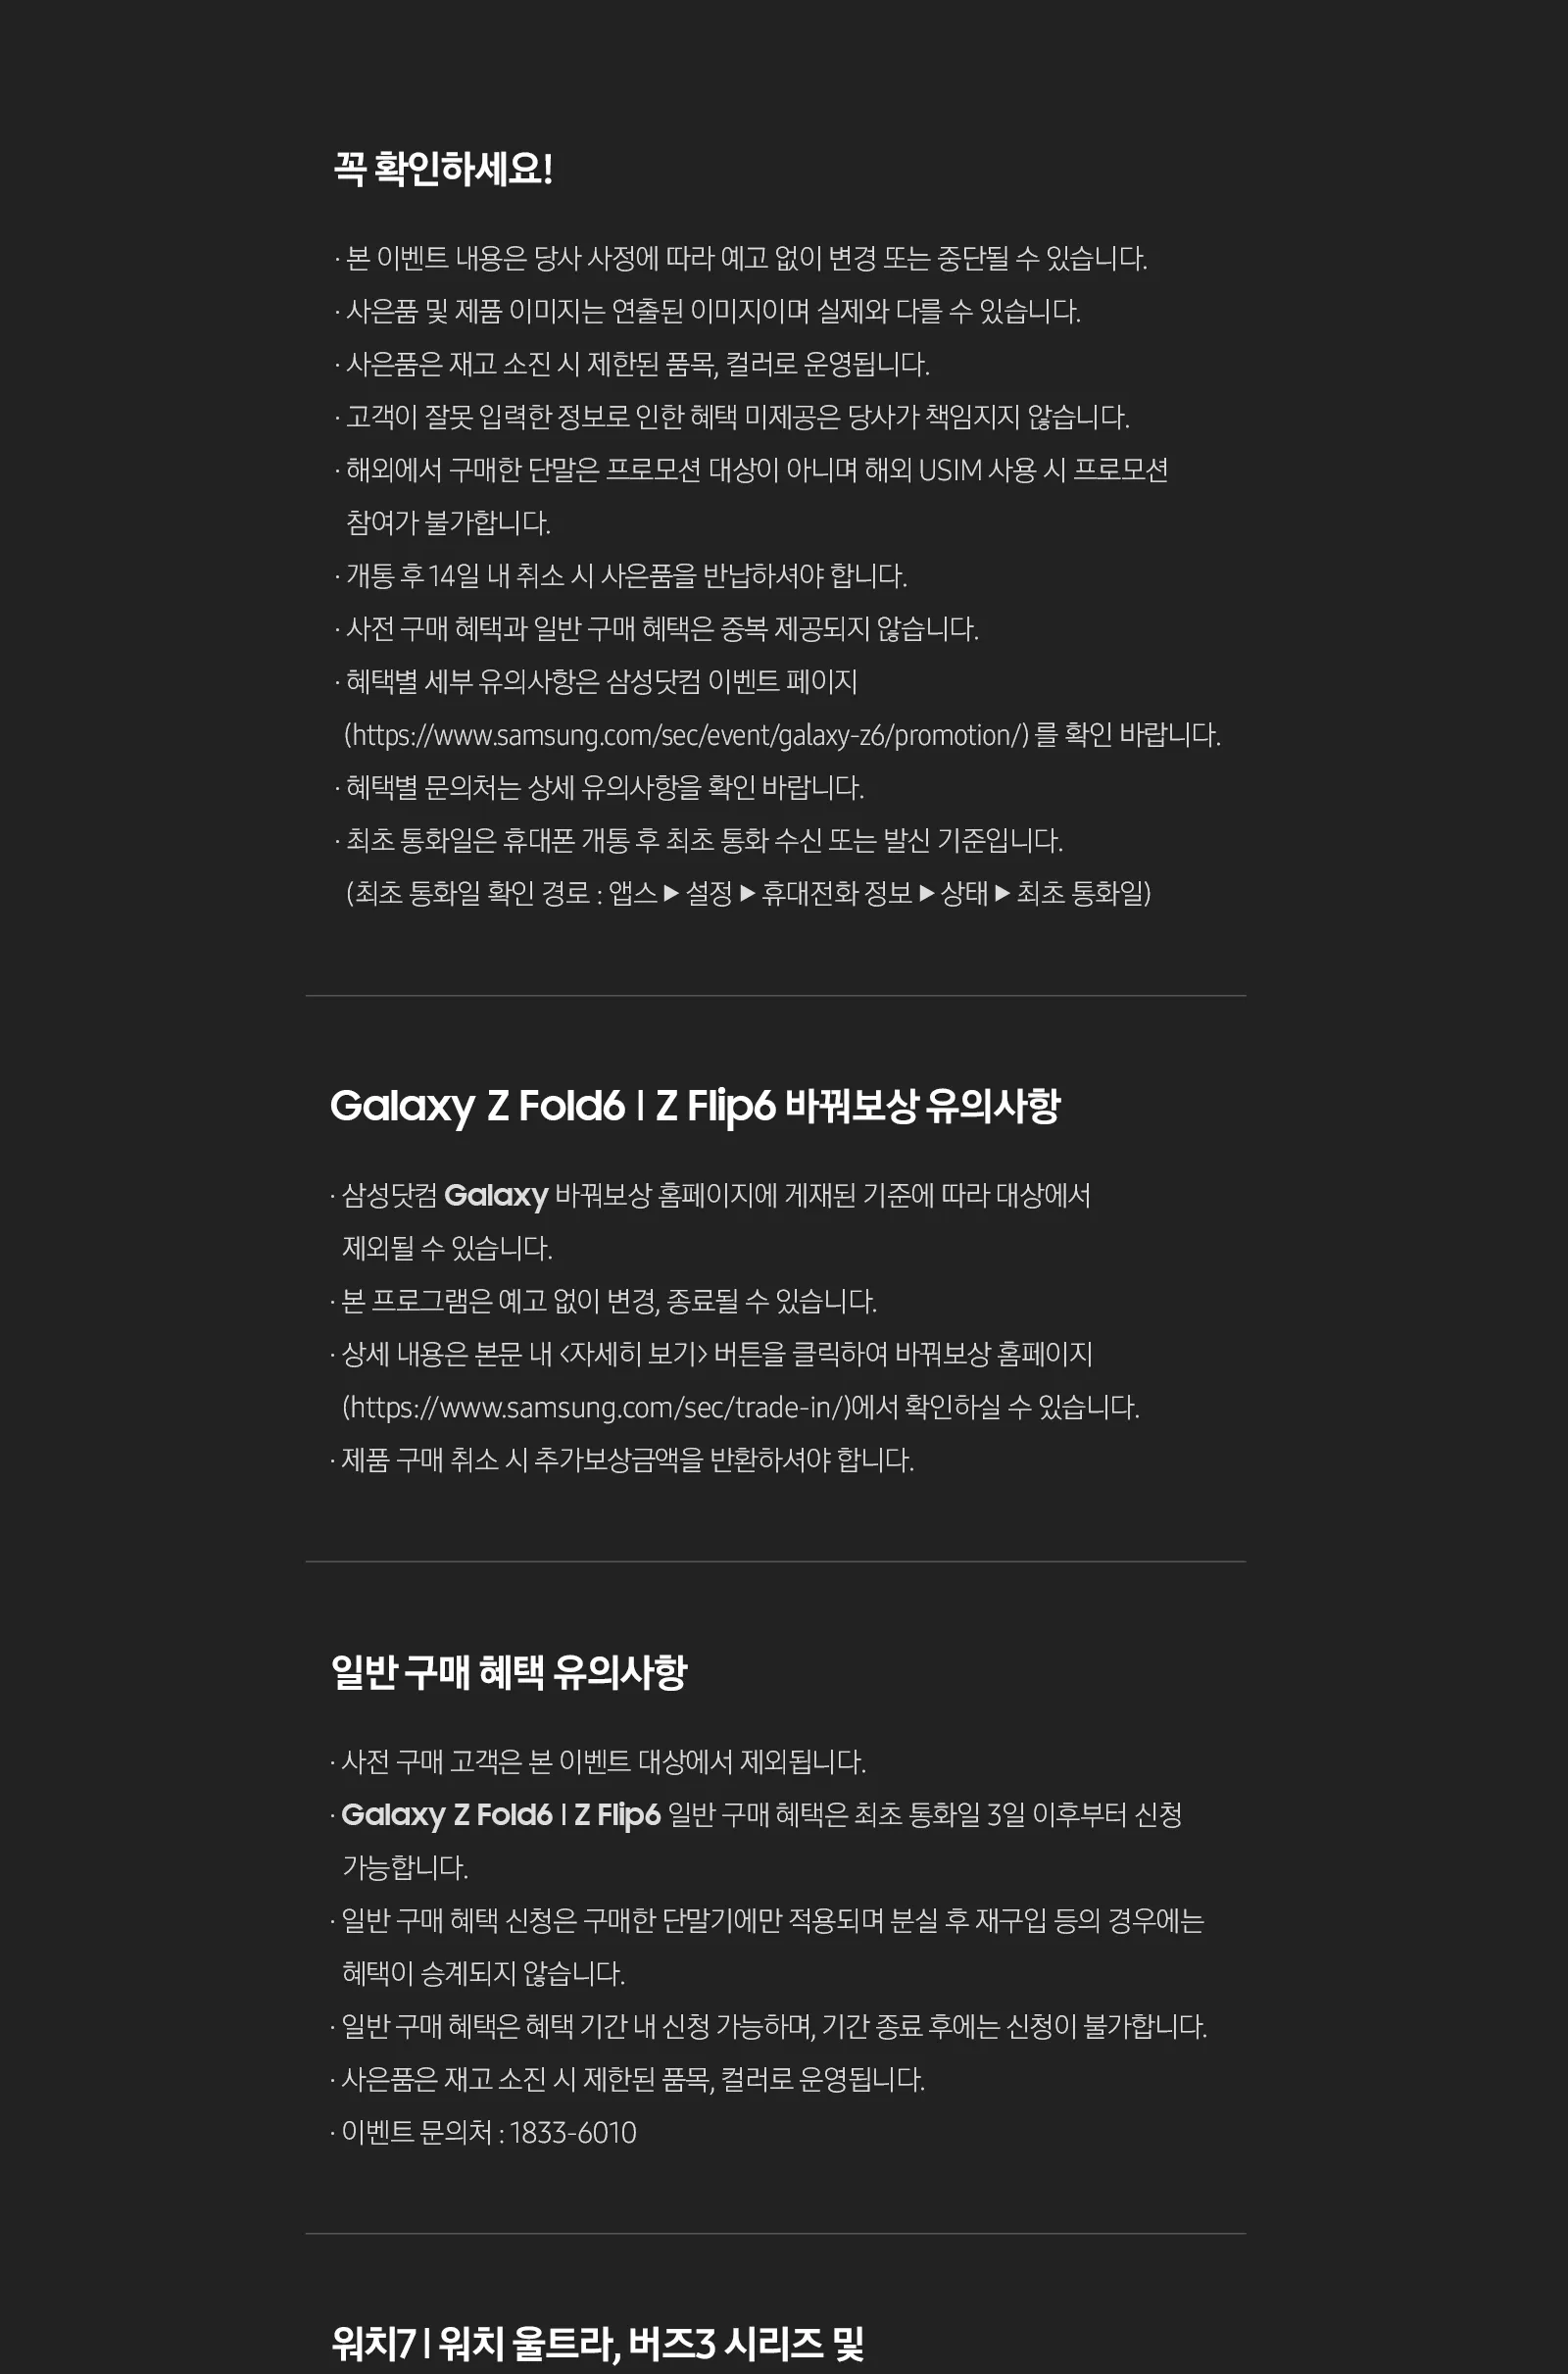 꼭 확인하세요!
· 본 이벤트 내용은 당사 사정에 따라 예고 없이 변경 또는 중단될 수 있습니다.
· 사은품 및 제품 이미지는 연출된 이미지이며 실제와 다를 수 있습니다.
· 사은품은 재고 소진 시 제한된 품목, 컬러로 운영됩니다.
· 고객이 잘못 입력한 정보로 인한 혜택 미제공은 당사가 책임지지 않습니다.
· 해외에서 구매한 단말은 프로모션 대상이 아니며 해외 USIM 사용 시 프로모션
참여가 불가합니다.
· 개통 후 14일 내 취소 시 사은품을 반납하셔야 합니다.
· 사전 구매 혜택과 일반 구매 혜택은 중복 제공되지 않습니다.
· 혜택별 세부 유의사항은 삼성닷컴 이벤트 페이지
(https://www.samsung.com/sec/event/galaxy-z6/promotion/) 를 확인 바랍니다.
· 혜택별 문의처는 상세 유의사항을 확인 바랍니다.
· 최초 통화일은 휴대폰 개통 후 최초 통화 수신 또는 발신 기준입니다.
(최초 통화일 확인 경로 : 앱스 ▶ 설정 ▶ 휴대전화 정보 ▶ 상태 ▶ 최초 통화일)
Galaxy Z Fold6 | Z Flip6 바꿔보상 유의사항
· 삼성닷컴 Galaxy 바꿔보상 홈페이지에 게재된 기준에 따라 대상에서
제외될 수 있습니다.
· 본 프로그램은 예고 없이 변경, 종료될 수 있습니다.
· 상세 내용은 본문 내 <자세히 보기> 버튼을 클릭하여 바꿔보상 홈페이지
(https://www.samsung.com/sec/trade-in/)에서 확인하실 수 있습니다.
· 제품 구매 취소 시 추가보상금액을 반환하셔야 합니다.
일반 구매 혜택 유의사항
· 사전 구매 고객은 본 이벤트 대상에서 제외됩니다.
· Galaxy Z Fold6 | Z Flip6 일반 구매 혜택은 최초 통화일 3일 이후부터 신청
가능합니다.
· 일반 구매 혜택 신청은 구매한 단말기에만 적용되며 분실 후 재구입 등의 경우에는
혜택이 승계되지 않습니다.
· 일반 구매 혜택은 혜택 기간 내 신청 가능하며, 기간 종료 후에는 신청이 불가합니다.
· 사은품은 재고 소진 시 제한된 품목, 컬러로 운영됩니다.
· 이벤트 문의처 : 1833-6010
워치7 | 워치 울트라, 버즈3 시리즈 및